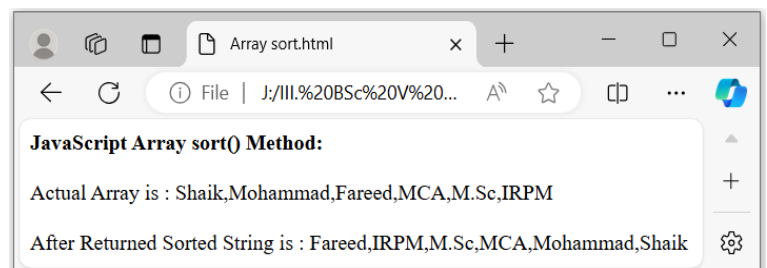 Array sort.html
File | J:/III.%20BSc%20V%20...
JavaScript Array sort() Method:
Actual Array is : Shaik,Mohammad,Fareed,MCA,M.Sc,IRPM
After Returned Sorted String is : Fareed,IRPM,M.Sc,MCA,Mohammad,Shaik